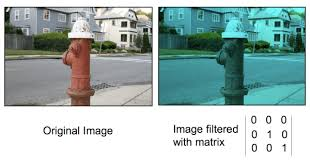 Original Image
Image filtered
with matrix
0 0 0
0 1 0
0 0 1